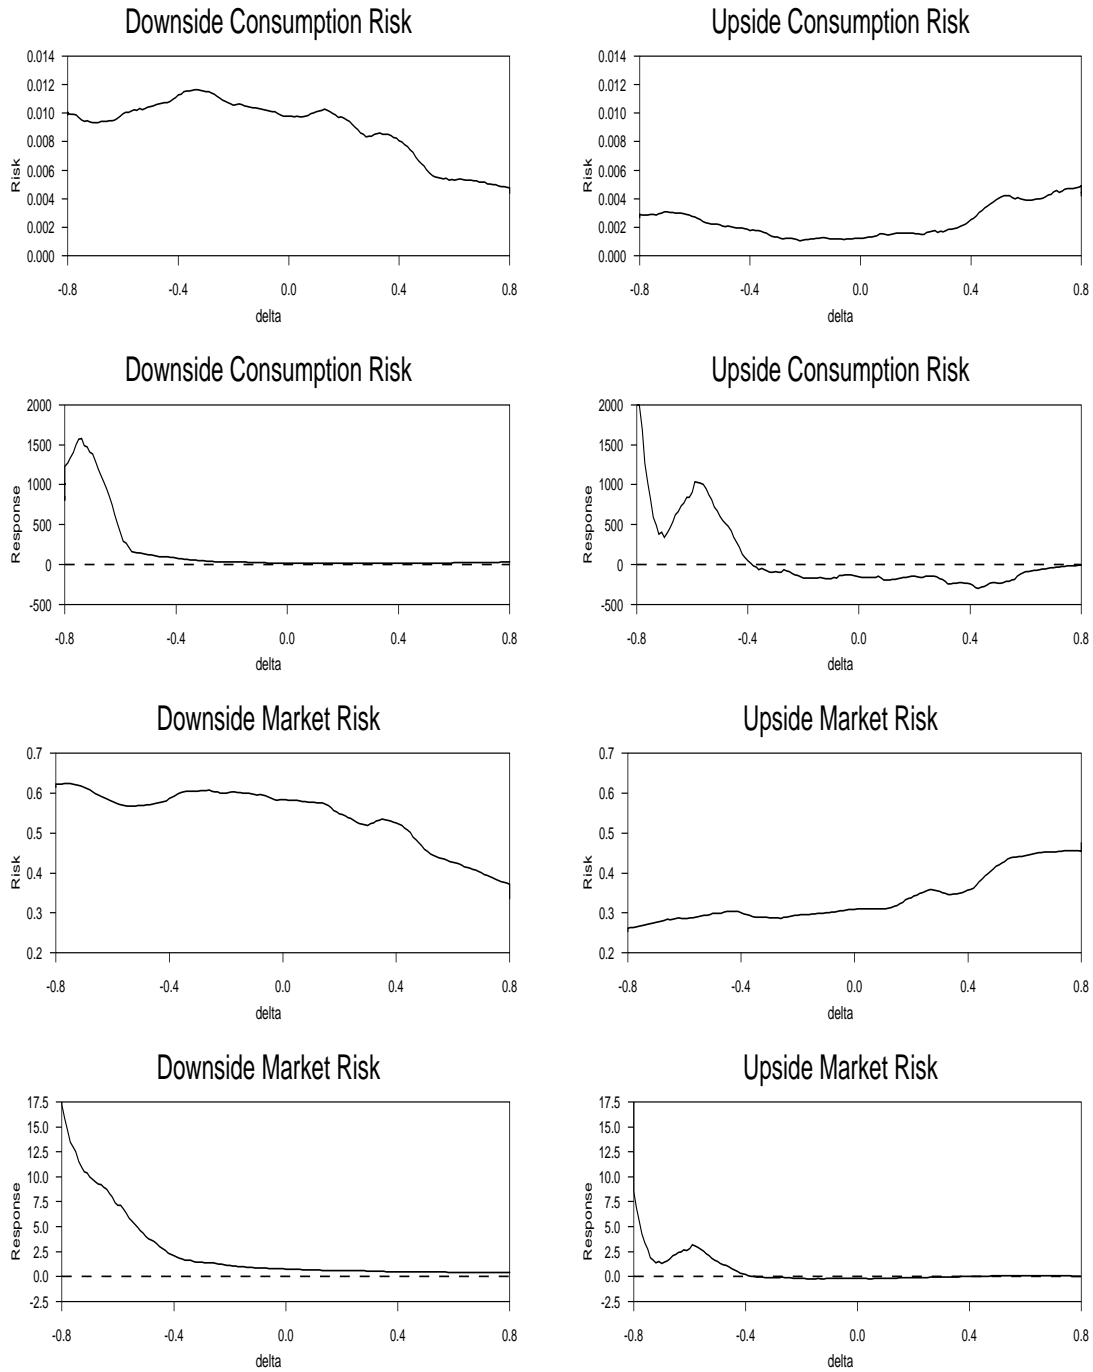 Downside Consumption Risk
0.014
0.012
0.010
0.008
0.006
0.004
0.002
0.000
Risk
-0.8 -0.4 0.0 0.4 0.8
delta
Upside Consumption Risk
0.014
0.012
0.010
0.008
0.006
0.004
0.002
0.000
Risk
-0.8 -0.4 0.0 0.4 0.8
delta
Downside Consumption Risk
2000
1500
1000
500
0
-500
Response
-0.8 -0.4 0.0 0.4 0.8
delta
Upside Consumption Risk
2000
1500
1000
500
0
-500
Response
-0.8 -0.4 0.0 0.4 0.8
delta
Downside Market Risk
0.7
0.6
0.5
0.4
0.3
0.2
Risk
-0.8 -0.4 0.0 0.4 0.8
delta
Upside Market Risk
0.7
0.6
0.5
0.4
0.3
0.2
Risk
-0.8 -0.4 0.0 0.4 0.8
delta
Downside Market Risk
17.5
15.0
12.5
10.0
7.5
5.0
2.5
0.0
-2.5
Response
-0.8 -0.4 0.0 0.4 0.8
delta
Upside Market Risk
17.5
15.0
12.5
10.0
7.5
5.0
2.5
0.0
-2.5
Response
-0.8 -0.4 0.0 0.4 0.8
delta